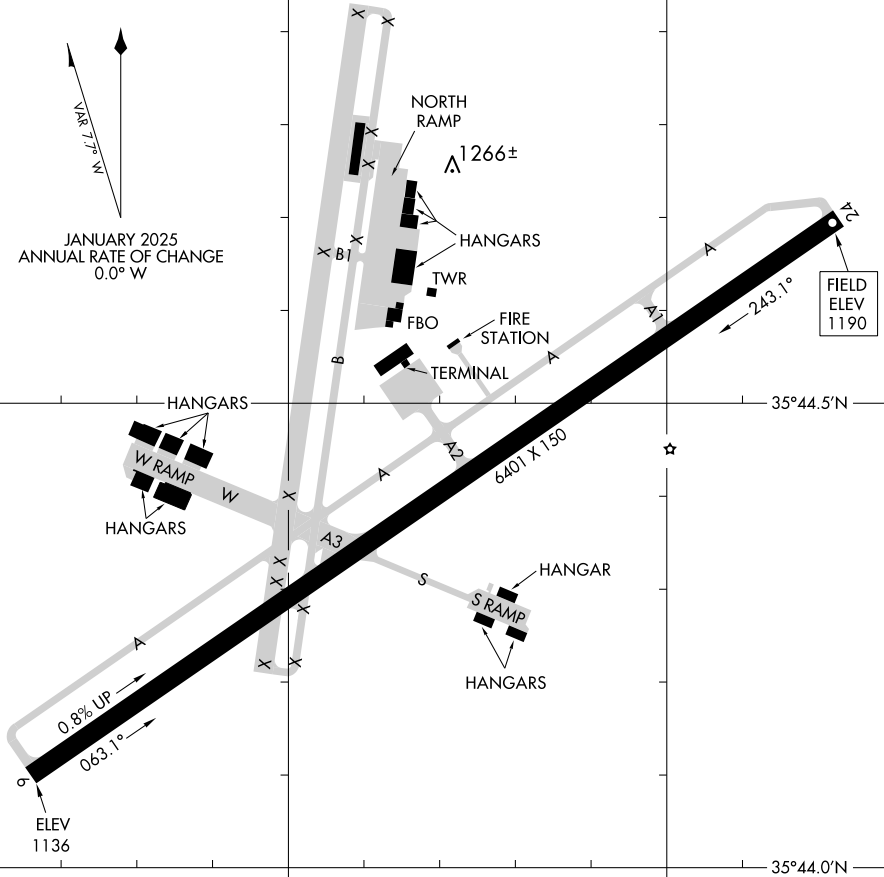 X
X
NORTH
RAMP
X
1266±
VAR 7.7° W
X
24
JANUARY 2025
ANNUAL RATE OF CHANGE
0.0° W
X
X
B1
HANGARS
A
TWR
FIELD
ELEV
1190
243.1°
A1
FBO
FIRE
STATION
B
A
TERMINAL
HANGARS
35°44.5'N
6401 X 150
A2
W RAMP
W
A
X
HANGARS
A3
X
X
S
HANGAR
X
S RAMP
A
X
X
HANGARS
0.8% UP
063.1°
6
ELEV
1136
35°44.0'N